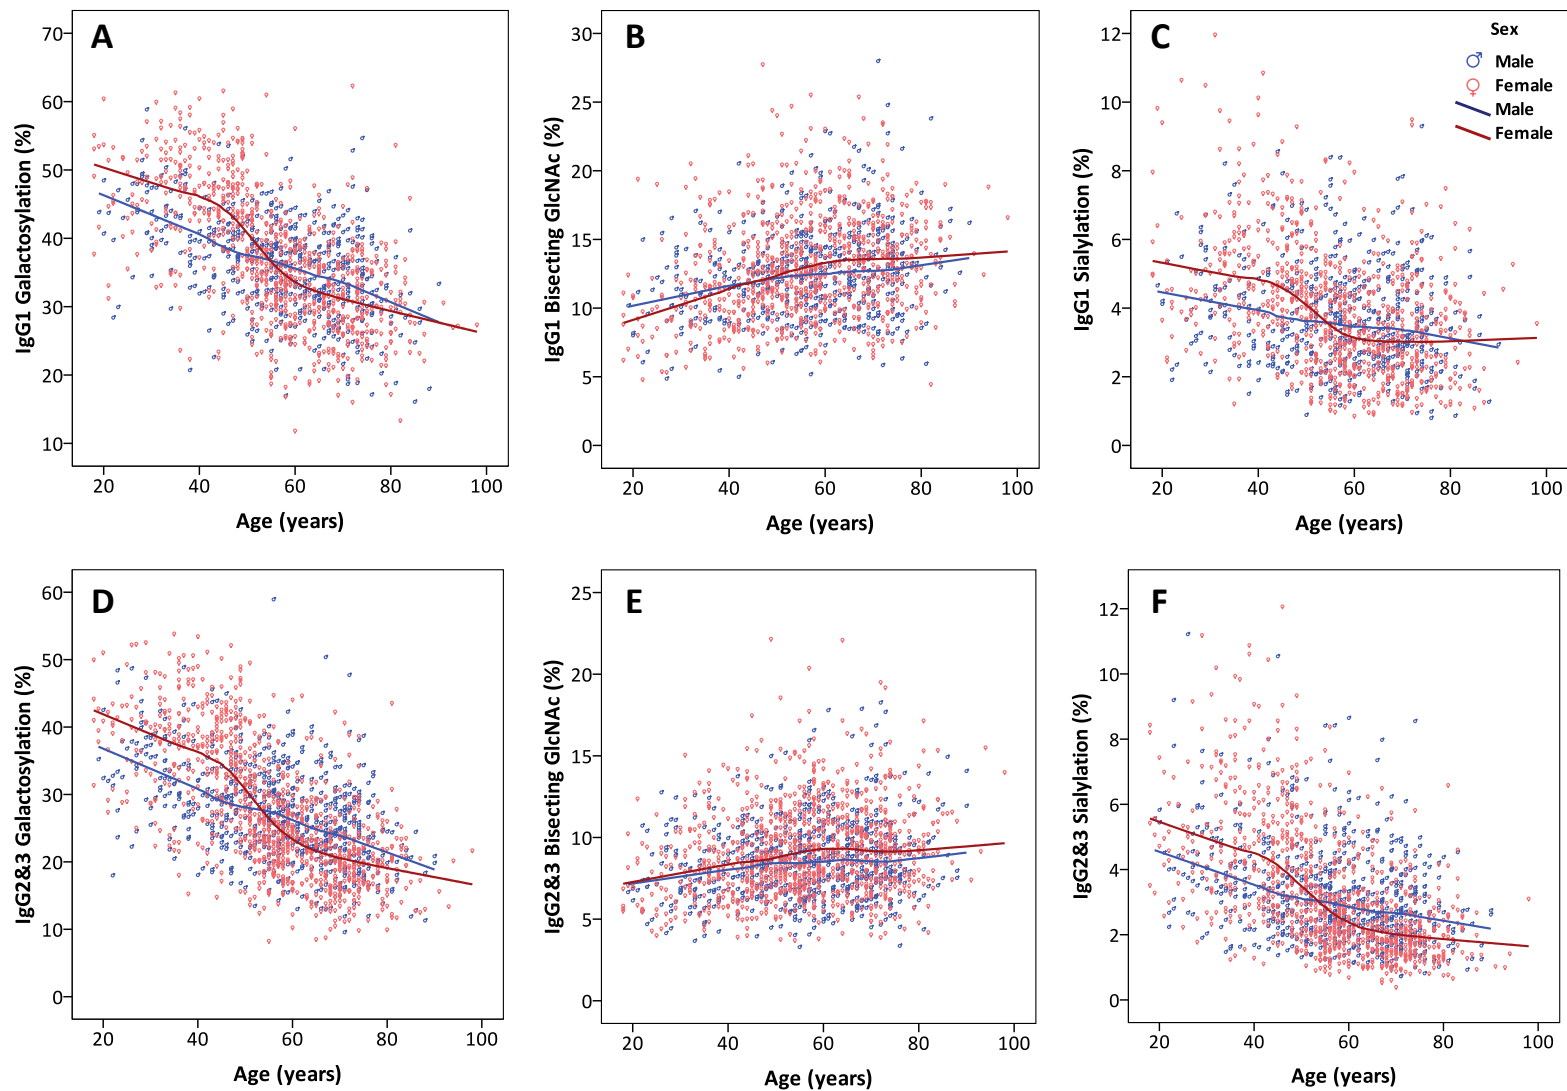 A
IgG1 Galactosylation (%)
70
60
50
40
30
20
10
20 40 60 80 100
Age (years)
B
IgG1 Bisecting GlcNAc (%)
30
25
20
15
10
5
0
20 40 60 80 100
Age (years)
C
IgG1 Sialylation (%)
12
10
8
6
4
2
0
20 40 60 80 100
Age (years)
Sex
Male
Female
Male
Female
D
IgG2&3 Galactosylation (%)
60
50
40
30
20
10
0
20 40 60 80 100
Age (years)
E
IgG2&3 Bisecting GlcNAc (%)
25
20
15
10
5
0
20 40 60 80 100
Age (years)
F
IgG2&3 Sialylation (%)
12
10
8
6
4
2
0
20 40 60 80 100
Age (years)